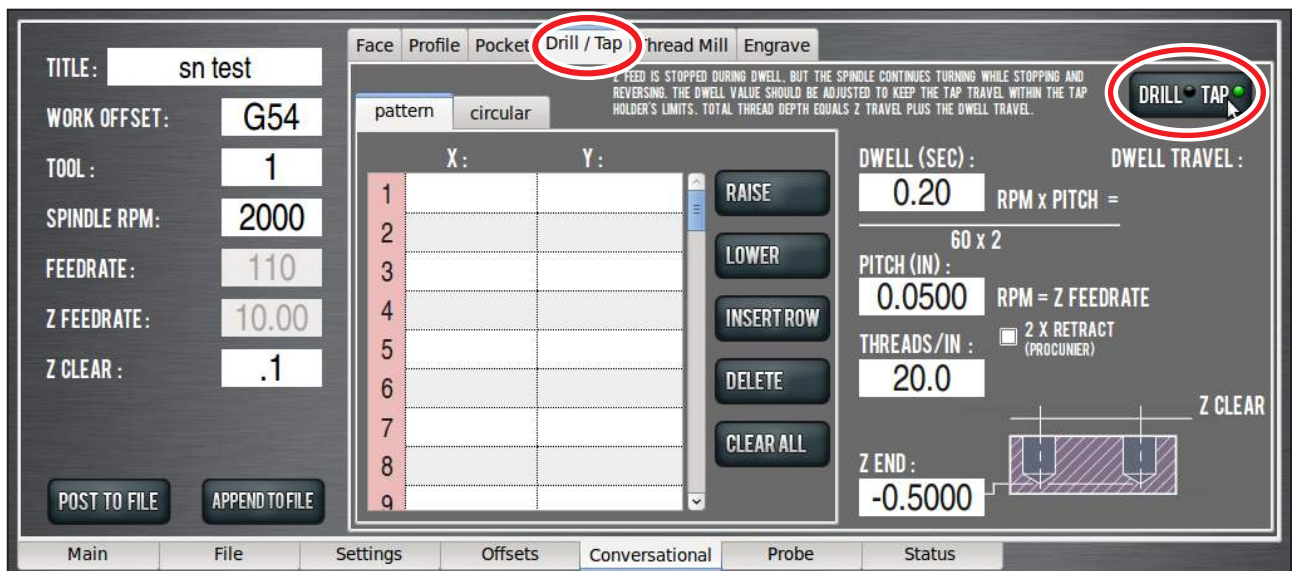 Face Profile Pocket Drill / Tap Thread Mill Engrave
TITLE: sn test
WORK OFFSET: G54
TOOL : 1
SPINDLE RPM: 2000
FEEDRATE: 110
Z FEEDRATE: 10.00
Z CLEAR : .1
POST TO FILE APPEND TO FILE
Z FEED IS STOPPED DURING DWELL, BUT THE SPINDLE CONTINUES TURNING WHILE STOPPING AND
REVERSING. THE DWELL VALUE SHOULD BE ADJUSTED TO KEEP THE TAP TRAVEL WITHIN THE TAP
HOLDER'S LIMITS. TOTAL THREAD DEPTH EQUALS Z TRAVEL PLUS THE DWELL TRAVEL.
DRILL TAP
pattern circular
X : Y :
1
2
3
4
5
6
7
8
9
RAISE
LOWER
INSERT ROW
DELETE
CLEAR ALL
DWELL (SEC) : DWELL TRAVEL :
0.20 RPM x PITCH =
60 x 2
PITCH (IN) :
0.0500 RPM = Z FEEDRATE
2 X RETRACT
(PROCUNIER)
THREADS/IN :
20.0
Z CLEAR
Z END :
-0.5000
Main File Settings Offsets Conversational Probe Status